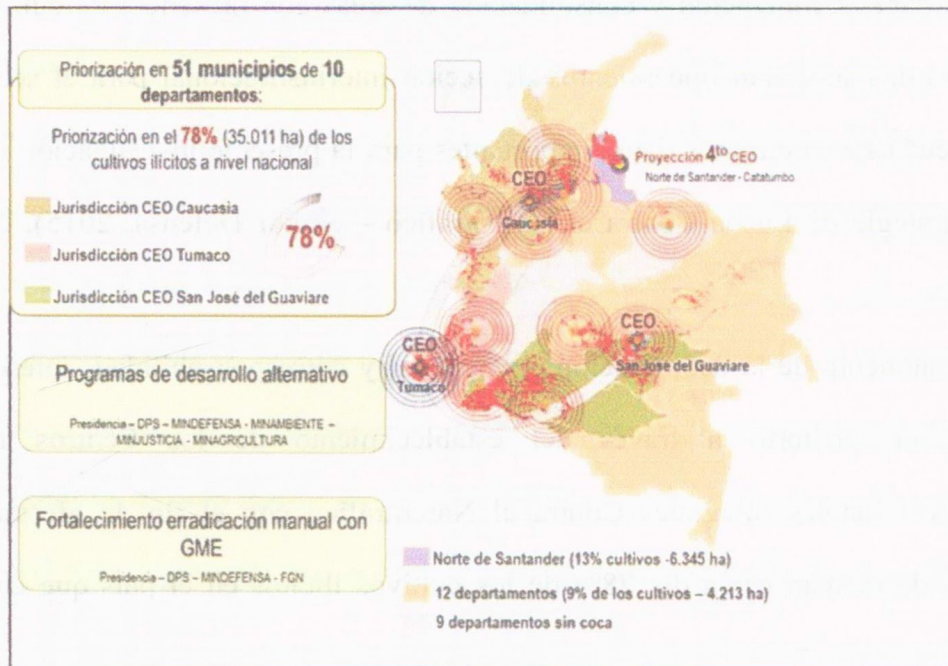 Priorización en 51 municipios de 10
departamentos:
Priorización en el 78% (35.011 ha) de los
cultivos ilícitos a nivel nacional
Jurisdicción CEO Caucasia
78%
Jurisdicción CEO Tumaco
Jurisdicción CEO San José del Guaviare
Programas de desarrollo alternativo
Presidencia – DPS – MINDEFENSA - MINAMBIENTE –
MINJUSTICIA - MINAGRICULTURA
Fortalecimiento erradicación manual con
GME
Presidencia – DPS – MINDEFENSA - FGN
CEO
Caucasia
Proyección 4to CEO
Norte de Santander - Catatumbo
CEO
Tumaco
CEO
San José del Guaviare
Norte de Santander (13% cultivos -6.345 ha)
12 departamentos (9% de los cultivos – 4.213 ha)
9 departamentos sin coca